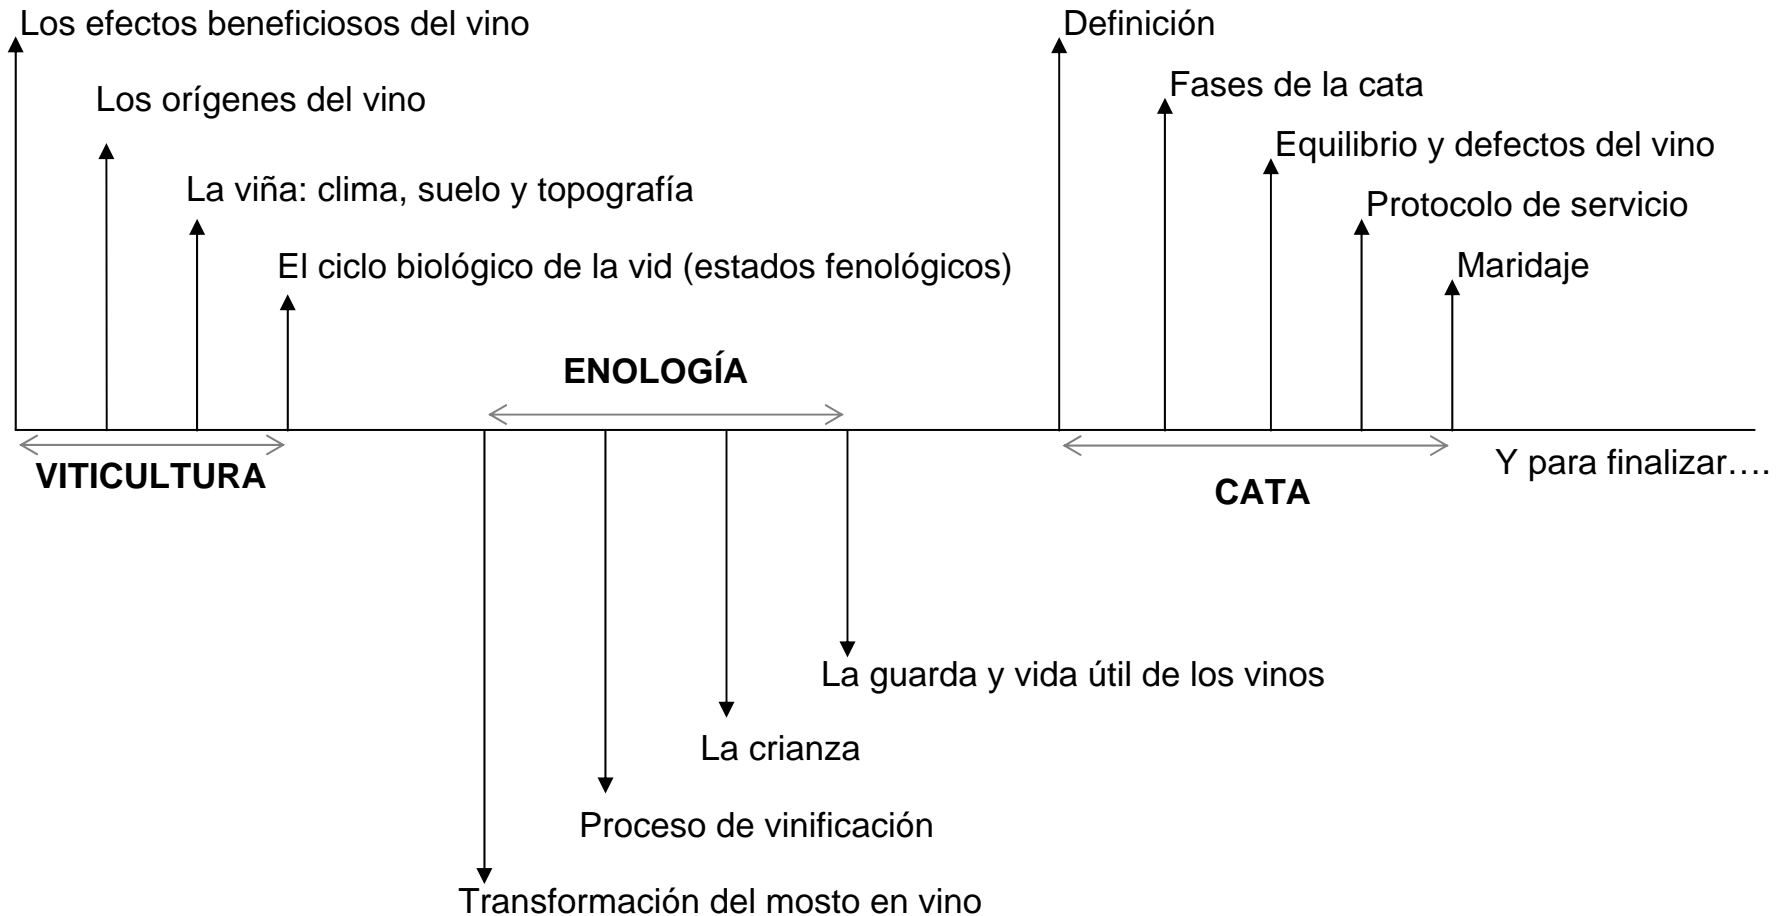 Los efectos beneficiosos del vino
Los orígenes del vino
La viña: clima, suelo y topografía
El ciclo biológico de la vid (estados fenológicos)
VITICULTURA
ENOLOGÍA
Transformación del mosto en vino
Proceso de vinificación
La crianza
La guarda y vida útil de los vinos
Definición
Fases de la cata
Equilibrio y defectos del vino
Protocolo de servicio
Maridaje
CATA
Y para finalizar….